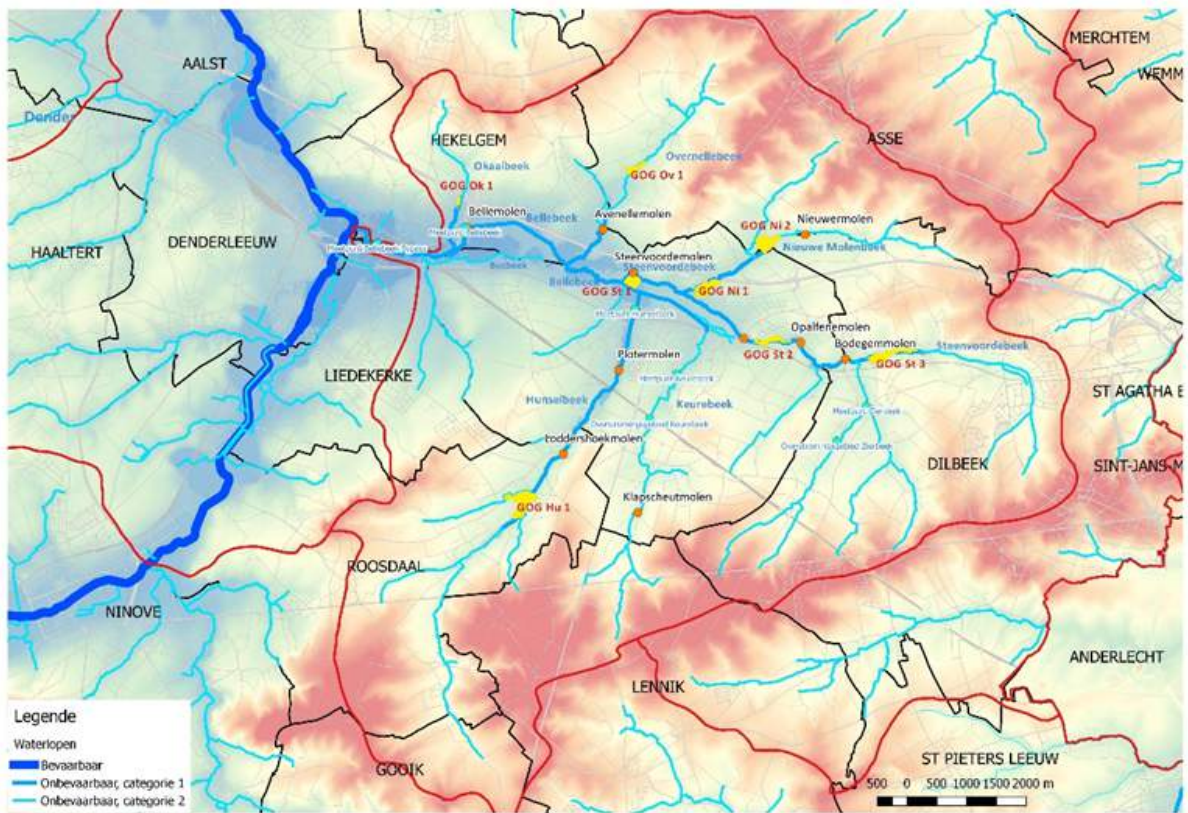 MERCHTEM
WEMM
AALST
ASSE
HEKELGEM
Dender
Okaaibeek
Overnellebeek
GOG Ov 1
GOG Ok 1
Bellemolen
Bellebeek
Avenellemolen
GOG Ni 2
Nieuwermolen
DENDERLEEUW
HAALTERT
Nieuwe Molenbeek
Steenvoordemolen
Steenvoordebeek
Bellebeek
GOG St 1
GOG Ni 1
Opalfenemolen
Bodegemmolen
Steenvoordebeek
GOG St 2
GOG St 3
Platermolen
LIEDEKERKE
ST AGATHA B
Hunselbeek
Keurebeek
Loddershoekmolen
DILBEEK
SINT-JANS-M
GOG Hu 1
Klapscheutmolen
ROOSDAAL
NINOVE
ANDERLECHT
LENNIK
Legende
Waterlopen
Bevaarbaar
Onbevaarbaar, categorie 1
Onbevaarbaar, categorie 2
GOOIK
ST PIETERS LEEUW
500 0 500 1000 1500 2000 m